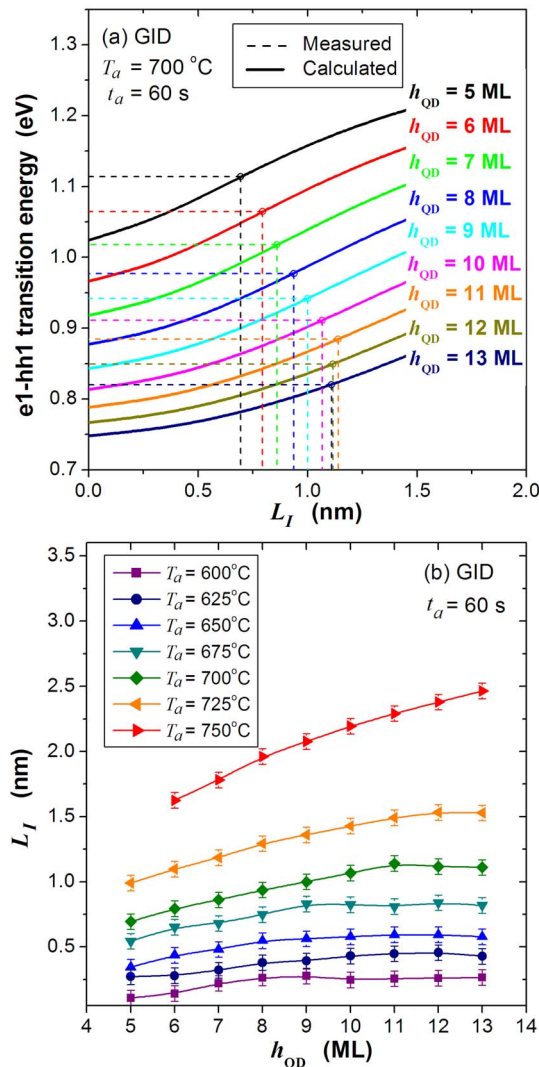 (a) GID
T_a = 700 °C
t_a = 60 s
Measured
Calculated
h_QD = 5 ML
h_QD = 6 ML
h_QD = 7 ML
h_QD = 8 ML
h_QD = 9 ML
h_QD = 10 ML
h_QD = 11 ML
h_QD = 12 ML
h_QD = 13 ML
e1-hh1 transition energy (eV)
1.3
1.2
1.1
1.0
0.9
0.8
0.7
0.0 0.5 1.0 1.5 2.0
L_I (nm)
(b) GID
t_a = 60 s
T_a = 600°C
T_a = 625°C
T_a = 650°C
T_a = 675°C
T_a = 700°C
T_a = 725°C
T_a = 750°C
L_I (nm)
3.5
3.0
2.5
2.0
1.5
1.0
0.5
4 5 6 7 8 9 10 11 12 13 14
h_QD (ML)